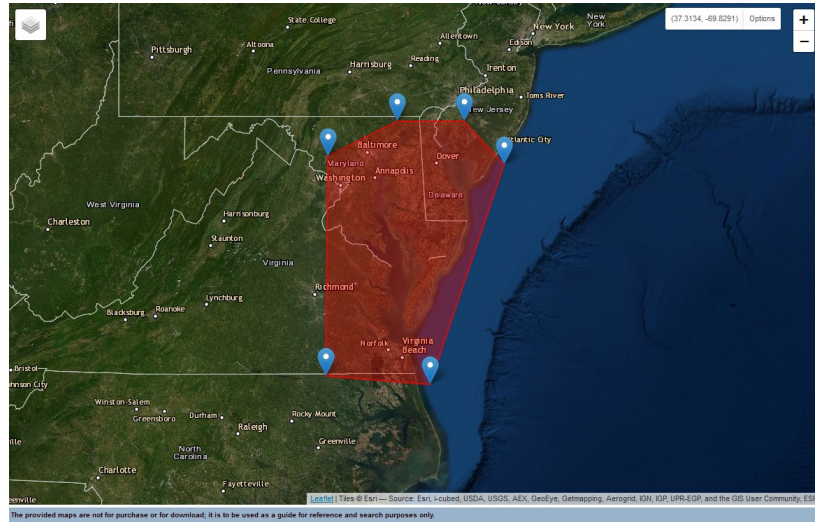 State College
New York
New York
(37.3134, -69.8291) Options
+
−
Pittsburgh
Altoona
Allentown
Edison
Harrisburg
Reading
Trenton
Pennsylvania
Philadelphia
Toms River
New Jersey
Atlantic City
Baltimore
Maryland
Dover
Washington
Annapolis
Delaware
West Virginia
Charleston
Harrisonburg
Staunton
Virginia
Richmond
Lynchburg
Blacksburg
Roanoke
Norfolk
Virginia
Beach
Bristol
ohnson City
Winston-Salem
Greensboro
Durham
Rocky Mount
Raleigh
Greenville
ville
North
Carolina
Charlotte
Fayetteville
eenville
Leaflet | Tiles © Esri — Source: Esri, i-cubed, USDA, USGS, AEX, GeoEye, Getmapping, Aerogrid, IGN, IGP, UPR-EGP, and the GIS User Community, ESR
The provided maps are not for purchase or for download; it is to be used as a guide for reference and search purposes only.